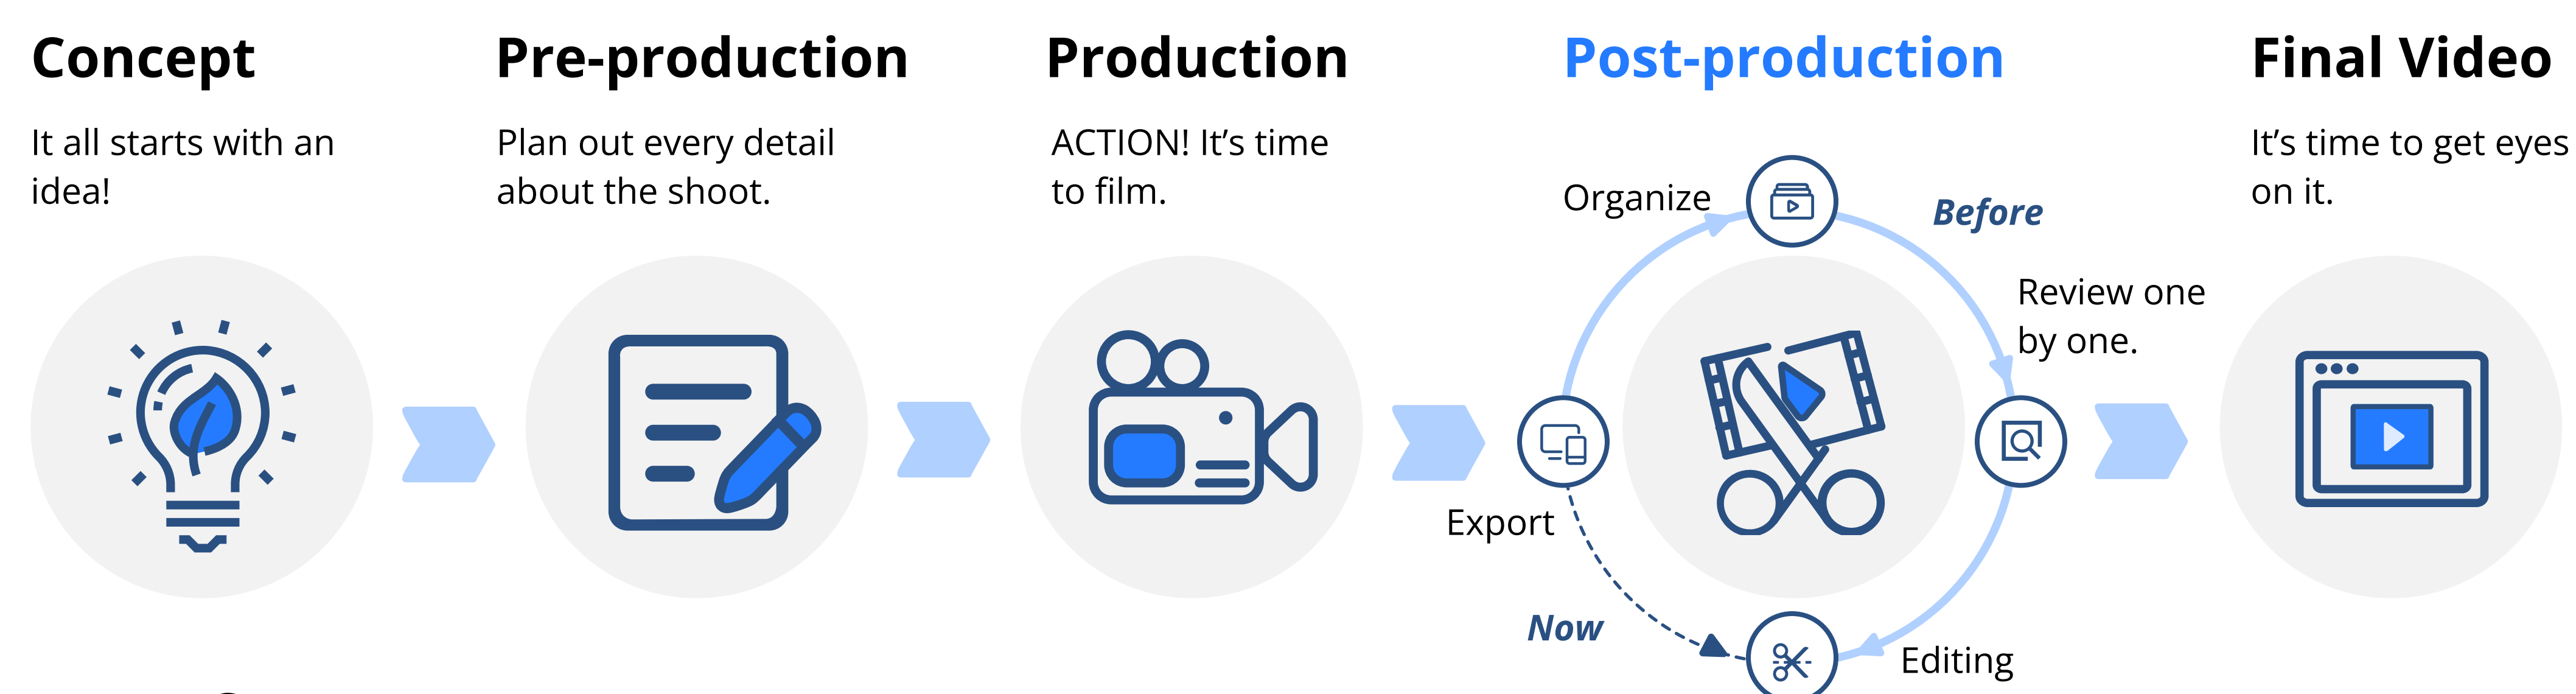 Concept
It all starts with an
idea!
Pre-production
Plan out every detail
about the shoot.
Production
ACTION! It’s time
to film.
Post-production
Organize
Before
Review one
by one.
Export
Now
Editing
Final Video
It’s time to get eyes
on it.